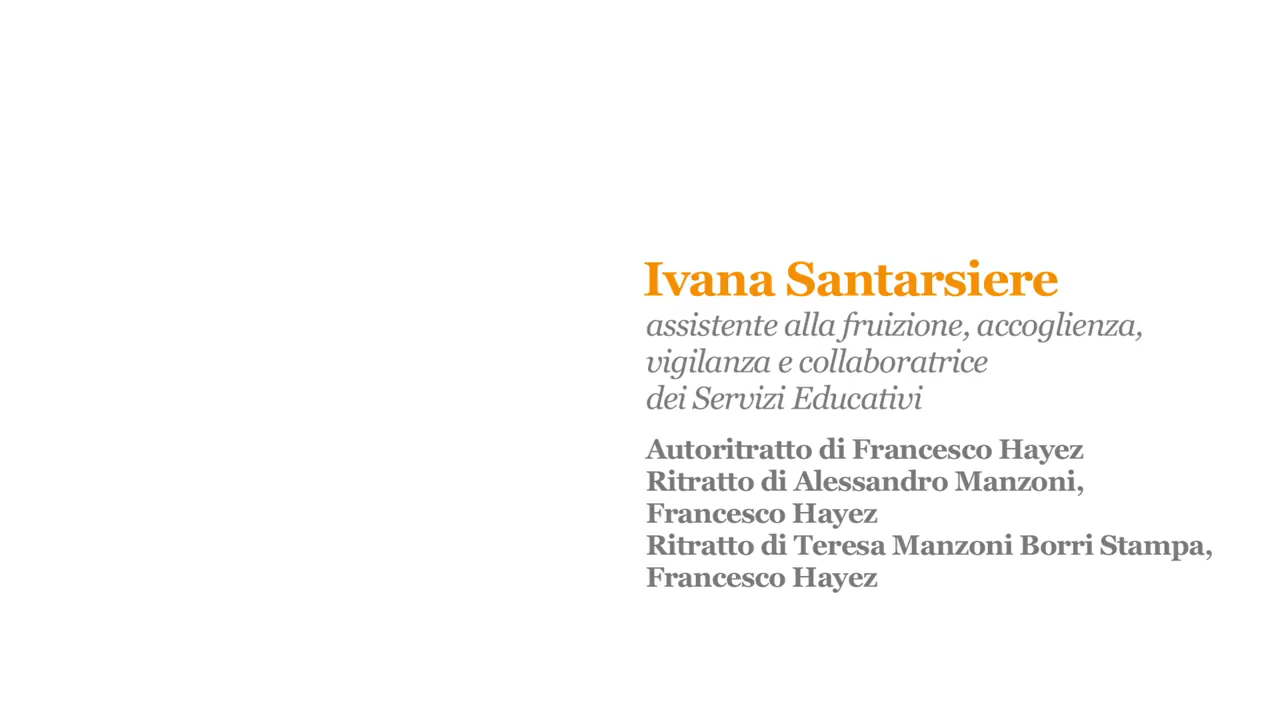 Ivana Santarsiere
assistente alla fruizione, accoglienza,
vigilanza e collaboratrice
dei Servizi Educativi
Autoritratto di Francesco Hayez
Ritratto di Alessandro Manzoni,
Francesco Hayez
Ritratto di Teresa Manzoni Borri Stampa,
Francesco Hayez